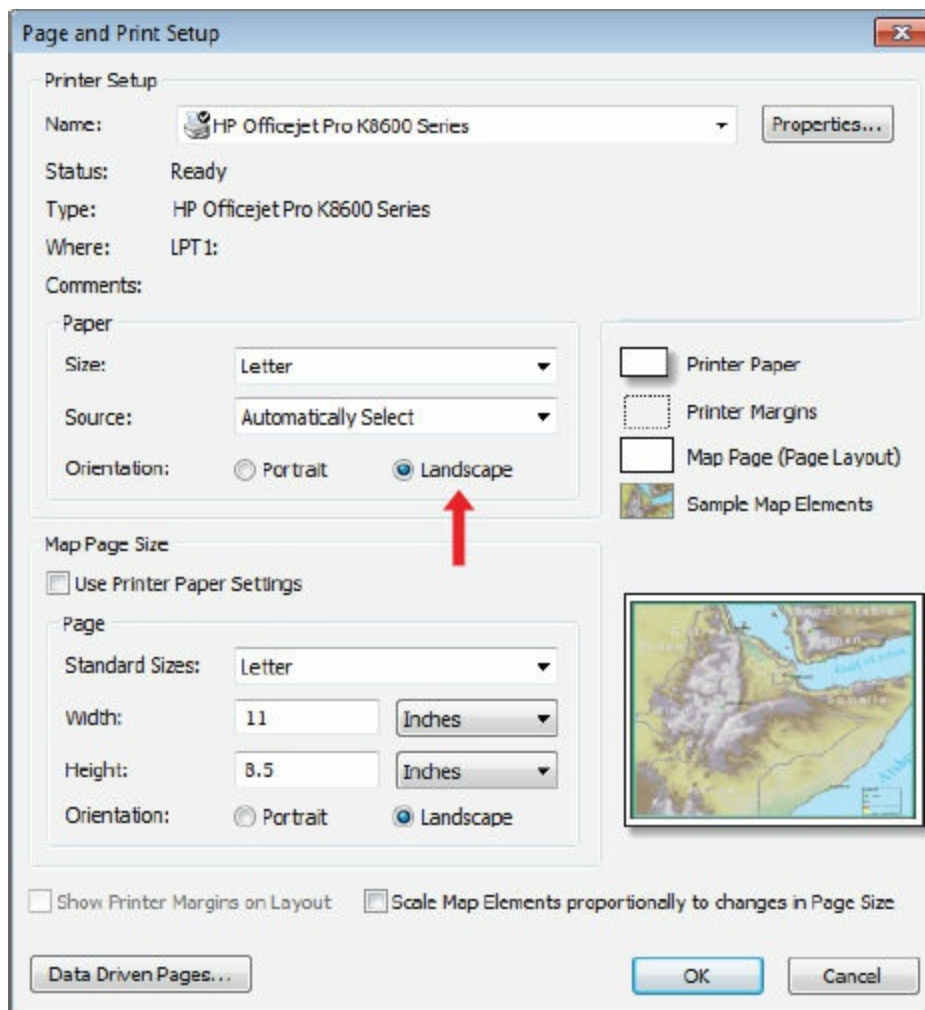 Page and Print Setup
Printer Setup
Name: HP Officejet Pro K8600 Series Properties...
Status: Ready
Type: HP Officejet Pro K8600 Series
Where: LPT1:
Comments:
Paper
Size: Letter
Source: Automatically Select
Orientation: Portrait Landscape
Printer Paper
Printer Margins
Map Page (Page Layout)
Sample Map Elements
Map Page Size
Use Printer Paper Settings
Page
Standard Sizes: Letter
Width: 11 Inches
Height: 8.5 Inches
Orientation: Portrait Landscape
Somalia
Show Printer Margins on Layout Scale Map Elements proportionally to changes in Page Size
Data Driven Pages... OK Cancel